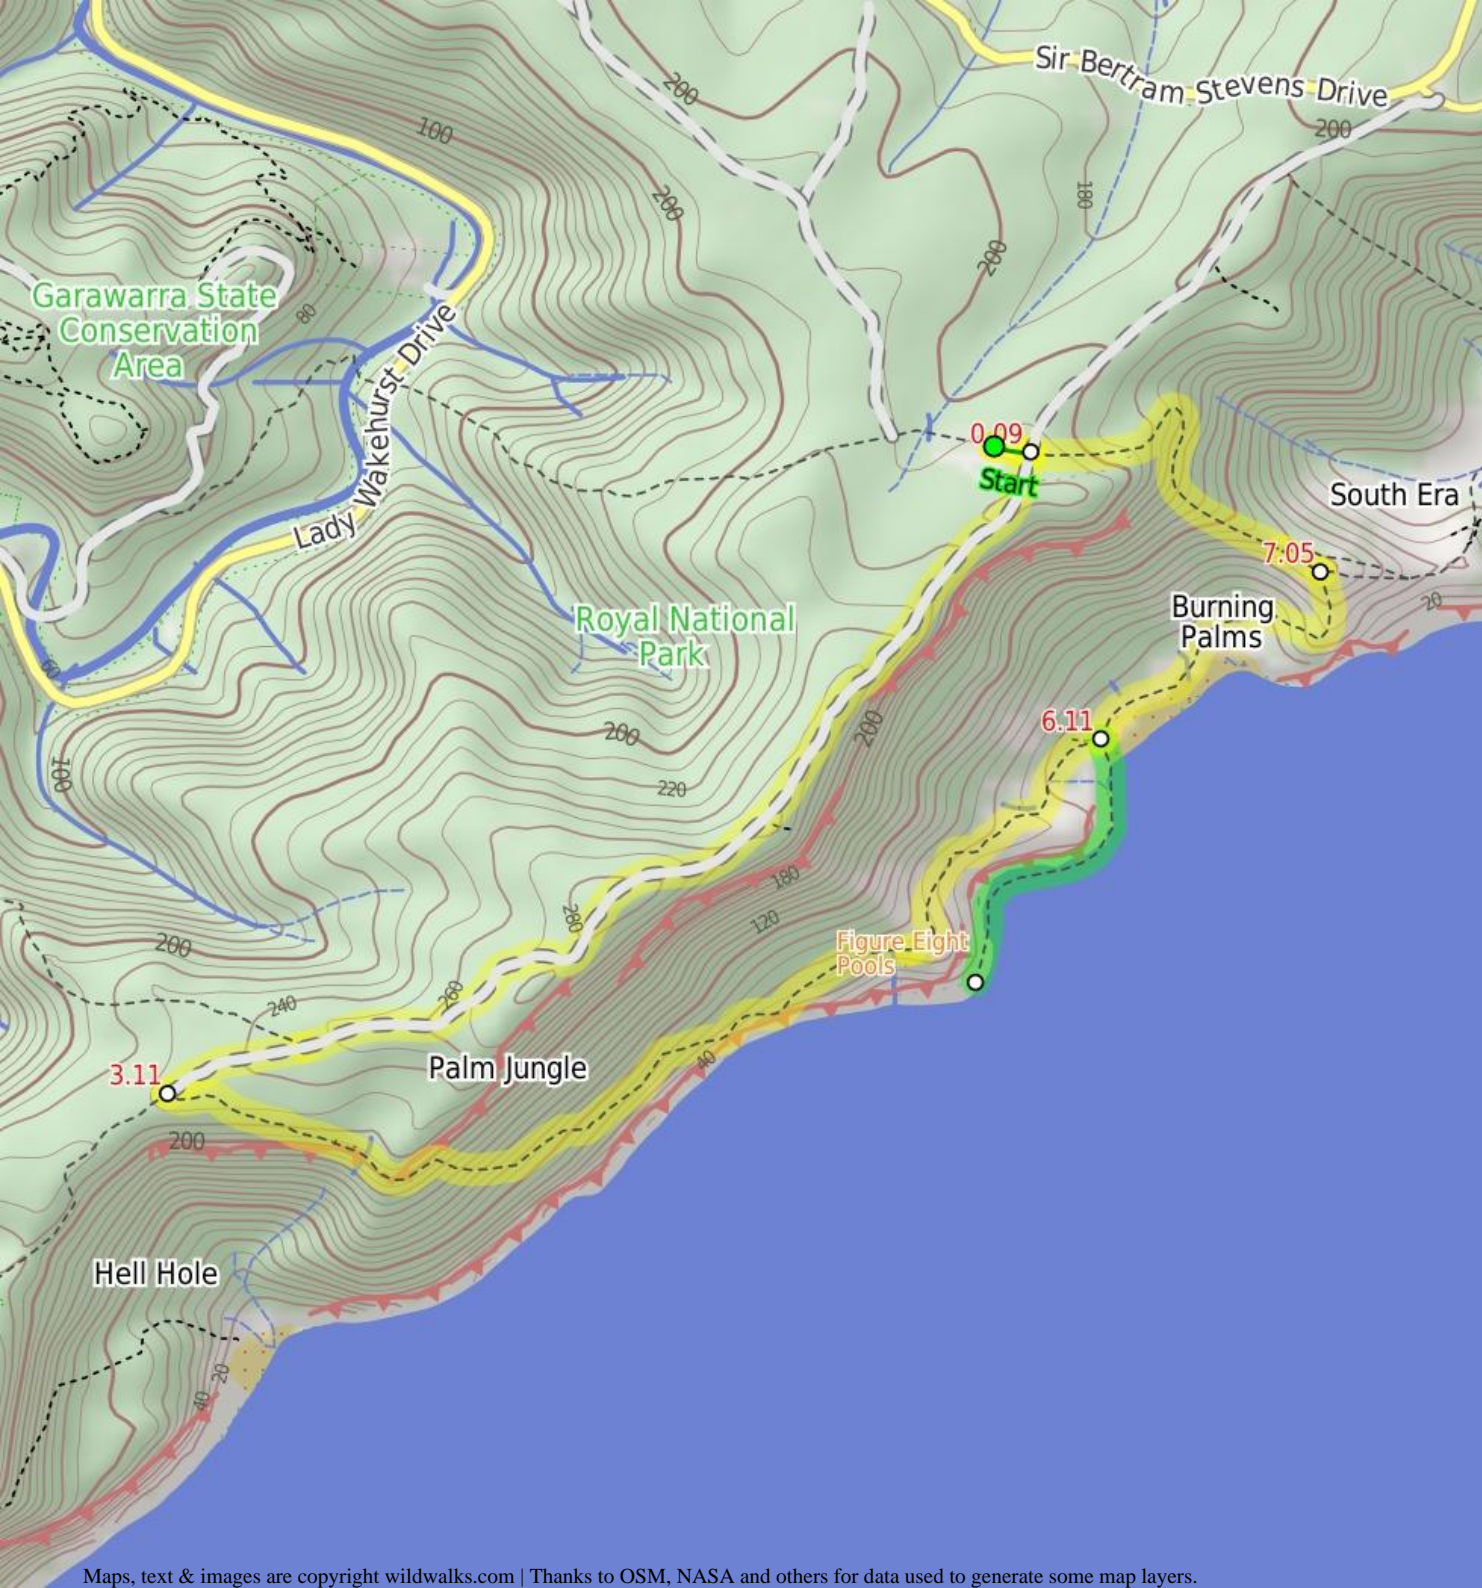 Sir Bertram Stevens Drive
200
200
100
180
200
200
200
Garawarra State
Conservation
Area
80
Lady Wakehurst Drive
0.09
Start
South Era
7.05
Burning
Palms
20
Royal National
Park
60
6.11
200
200
100
220
180
280
120
200
Figure Eight
Pools
260
240
3.11
Palm Jungle
40
200
Hell Hole
20
40
Maps, text & images are copyright wildwalks.com | Thanks to OSM, NASA and others for data used to generate some map layers.